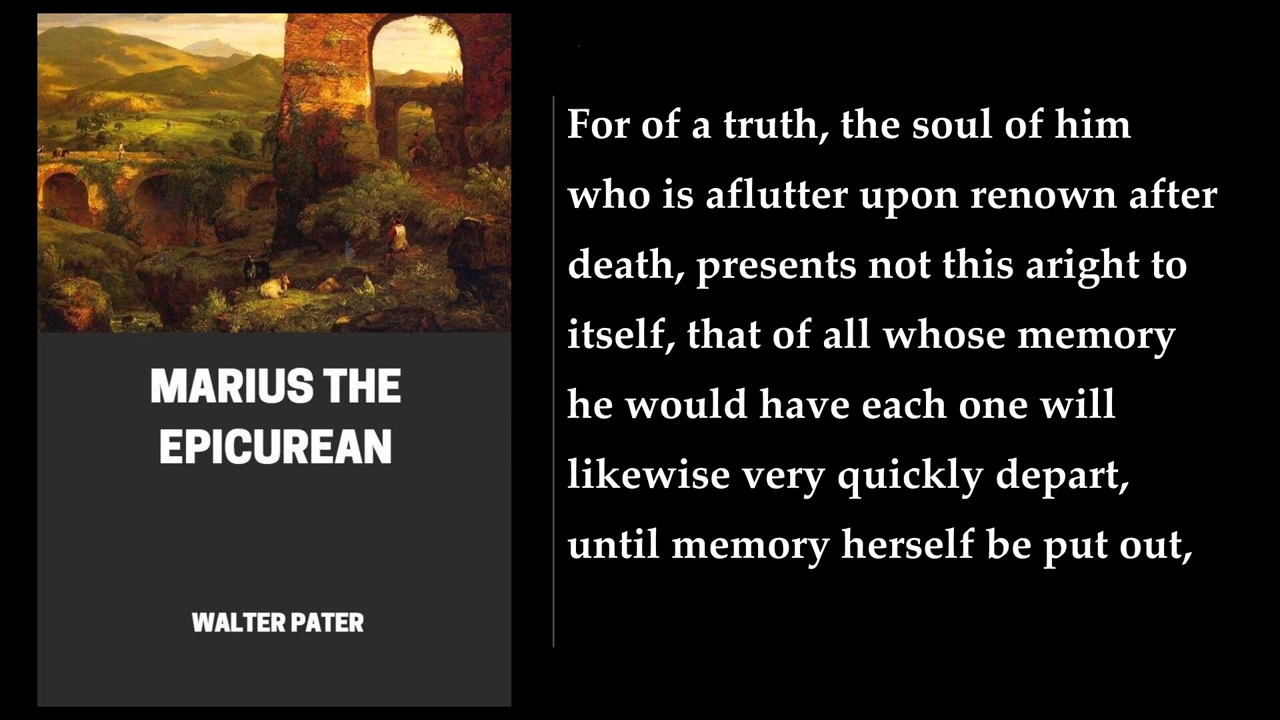 MARIUS THE
EPICUREAN
WALTER PATER
For of a truth, the soul of him
who is aflutter upon renown after
death, presents not this aright to
itself, that of all whose memory
he would have each one will
likewise very quickly depart,
until memory herself be put out,